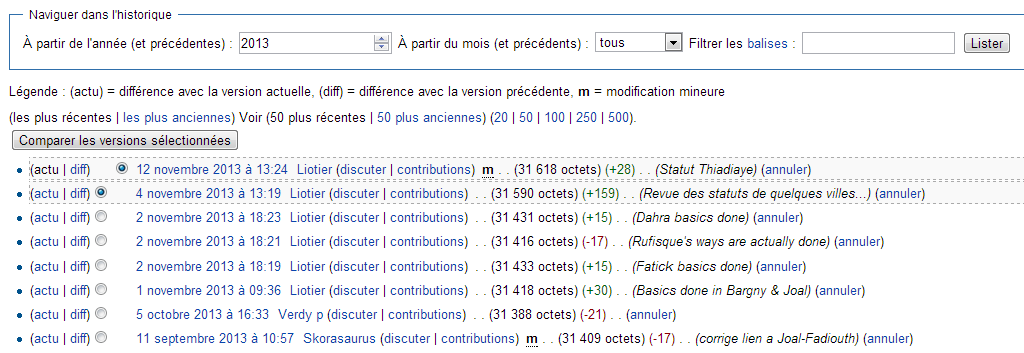 Naviguer dans l'historique
À partir de l'année (et précédentes) : 2013 À partir du mois (et précédents) : tous Filtrer les balises : Lister
Légende : (actu) = différence avec la version actuelle, (diff) = différence avec la version précédente, m = modification mineure
(les plus récentes | les plus anciennes) Voir (50 plus récentes | 50 plus anciennes) (20 | 50 | 100 | 250 | 500).
Comparer les versions sélectionnées
(actu | diff) 12 novembre 2013 à 13:24 Liotier (discuter | contributions) m . . (31 618 octets) (+28) . . (Statut Thiadiaye) (annuler)
(actu | diff) 4 novembre 2013 à 13:19 Liotier (discuter | contributions) . . (31 590 octets) (+159) . . (Revue des statuts de quelques villes...) (annuler)
(actu | diff) 2 novembre 2013 à 18:23 Liotier (discuter | contributions) . . (31 431 octets) (+15) . . (Dahra basics done) (annuler)
(actu | diff) 2 novembre 2013 à 18:21 Liotier (discuter | contributions) . . (31 416 octets) (-17) . . (Rufisque's ways are actually done) (annuler)
(actu | diff) 2 novembre 2013 à 18:19 Liotier (discuter | contributions) . . (31 433 octets) (+15) . . (Fatick basics done) (annuler)
(actu | diff) 1 novembre 2013 à 09:36 Liotier (discuter | contributions) . . (31 418 octets) (+30) . . (Basics done in Bargny & Joal) (annuler)
(actu | diff) 5 octobre 2013 à 16:33 Verdy p (discuter | contributions) . . (31 388 octets) (-21) . . (annuler)
(actu | diff) 11 septembre 2013 à 10:57 Skorasaurus (discuter | contributions) m . . (31 409 octets) (-17) . . (corrige lien a Joal-Fadiouth) (annuler)